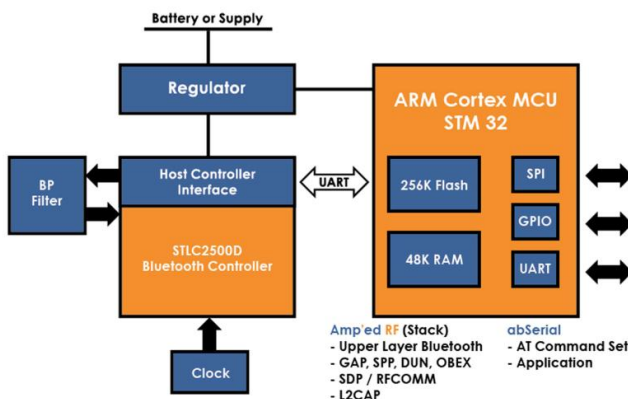 Battery or Supply
Regulator
ARM Cortex MCU
STM 32
BP
Filter
Host Controller
Interface
UART
256K Flash
SPI
GPIO
STLC2500D
Bluetooth Controller
48K RAM
UART
Clock
Amp'ed RF (Stack)
- Upper Layer Bluetooth
- GAP, SPP, DUN, OBEX
- SDP / RFCOMM
- L2CAP
abSerial
- AT Command Set
- Application